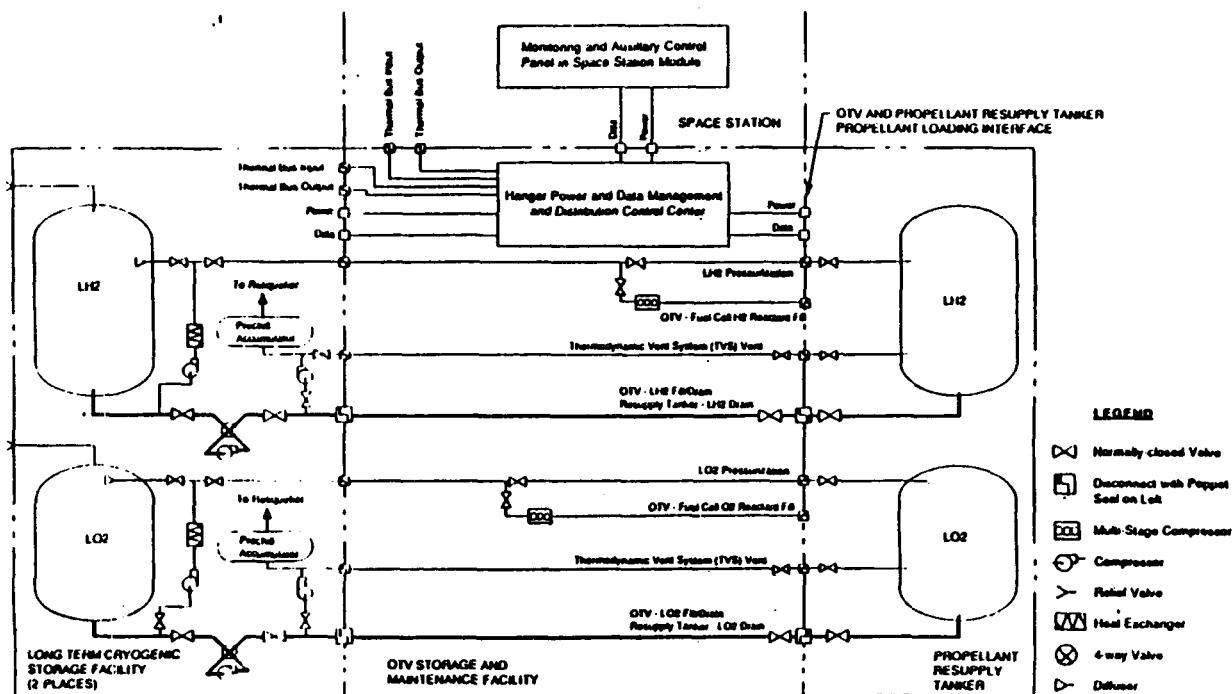 Monitoring and Auxiliary Control
Panel in Space Station Module
Thermal Bus Input
Thermal Bus Output
Data
Power
SPACE STATION
OTV AND PROPELLANT RESUPPLY TANKER
PROPELLANT LOADING INTERFACE
Thermal Bus Input
Thermal Bus Output
Power
Data
Hanger Power and Data Management
and Distribution Control Center
Power
Data
LH2
LH2 Pressurization
LH2
To Reliquefier
Prechill
Accumulator
OTV - Fuel Cell H2 Reactant Fill
Thermodynamic Vent System (TVS) Vent
OTV - LH2 Fill/Drain
Resupply Tanker - LH2 Drain
LO2
LO2 Pressurization
LO2
To Reliquefier
Prechill
Accumulator
OTV - Fuel Cell O2 Reactant Fill
Thermodynamic Vent System (TVS) Vent
OTV - LO2 Fill/Drain
Resupply Tanker - LO2 Drain
LONG TERM CRYOGENIC
STORAGE FACILITY
(2 PLACES)
OTV STORAGE AND
MAINTENANCE FACILITY
PROPELLANT
RESUPPLY
TANKER
LEGEND
Normally-closed Valve
Disconnect with Poppet
Seal on Left
Multi-Stage Compressor
Compressor
Relief Valve
Heat Exchanger
4-way Valve
Diffuser